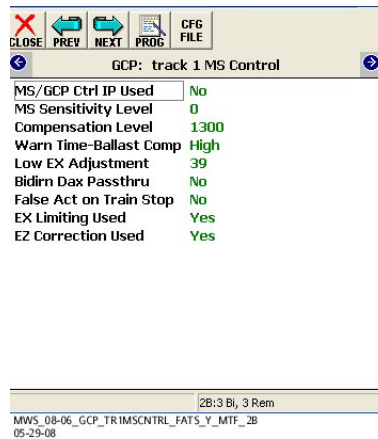 CLOSE PREV NEXT PROG CFG FILE
GCP: track 1 MS Control
MS/GCP Ctrl IP Used No
MS Sensitivity Level 0
Compensation Level 1300
Warn Time-Ballast Comp High
Low EX Adjustment 39
Bidirn Dax Passthru No
False Act on Train Stop No
EX Limiting Used Yes
EZ Correction Used Yes
2B:3 Bi, 3 Rem
MWS_08-06_GCP_TR1MSCNTRL_FATS_Y_MTF_2B
05-29-08